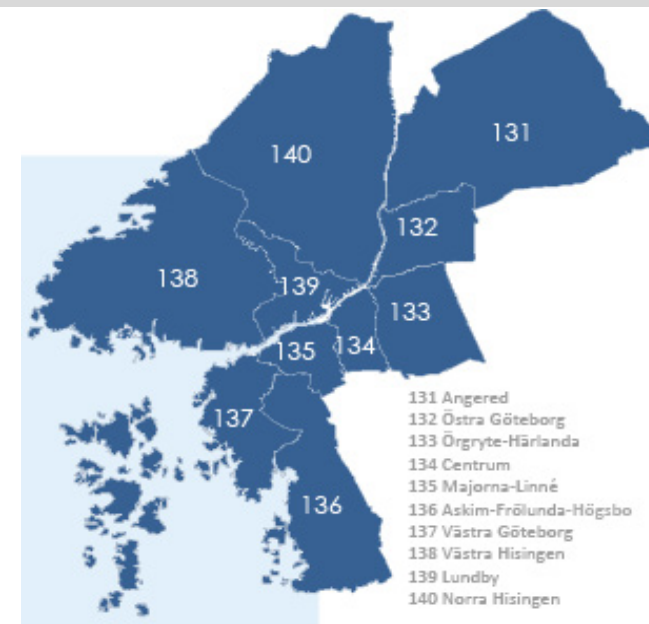 131
140
132
138
139
133
135
134
137
136
131 Angered
132 Östra Göteborg
133 Örgryte-Härlanda
134 Centrum
135 Majorna-Linné
136 Askim-Frölunda-Högsbo
137 Västra Göteborg
138 Västra Hisingen
139 Lundby
140 Norra Hisingen